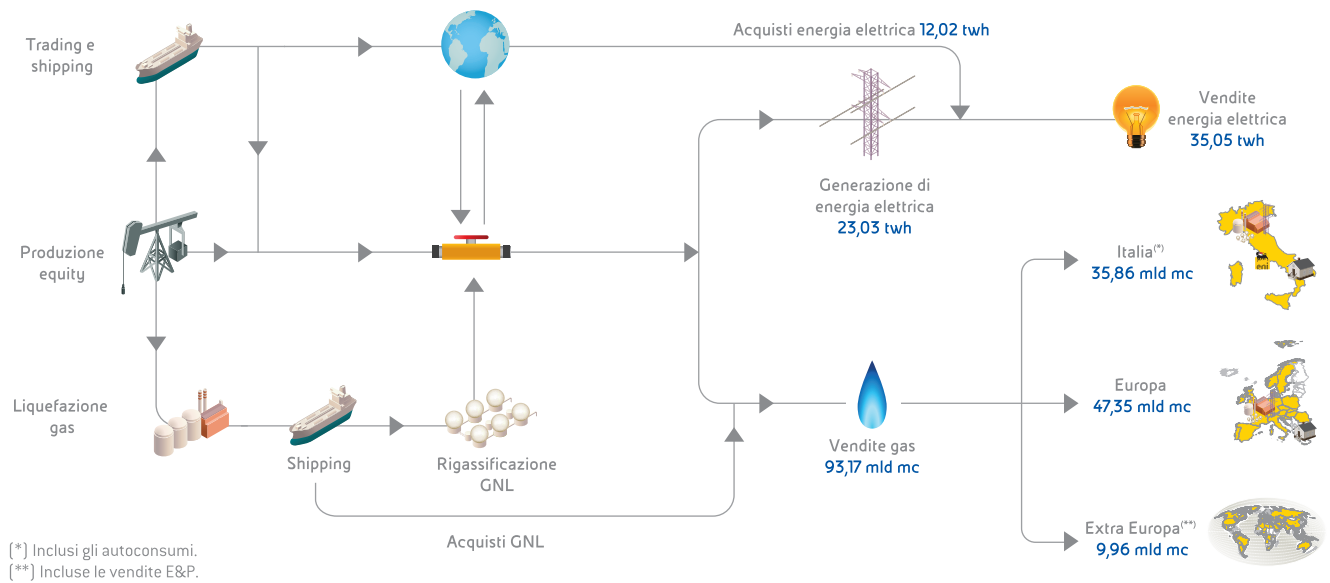 Trading e
shipping
Acquisti energia elettrica 12,02 twh
Vendite
energia elettrica
35,05 twh
Generazione di
energia elettrica
23,03 twh
Produzione
equity
Italia(*)
35,86 mld mc
eni
Europa
47,35 mld mc
Liquefazione
gas
Shipping
Rigassificazione
GNL
Vendite gas
93,17 mld mc
Acquisti GNL
Extra Europa(**)
9,96 mld mc
(*) Inclusi gli autoconsumi.
(**) Incluse le vendite E&P.